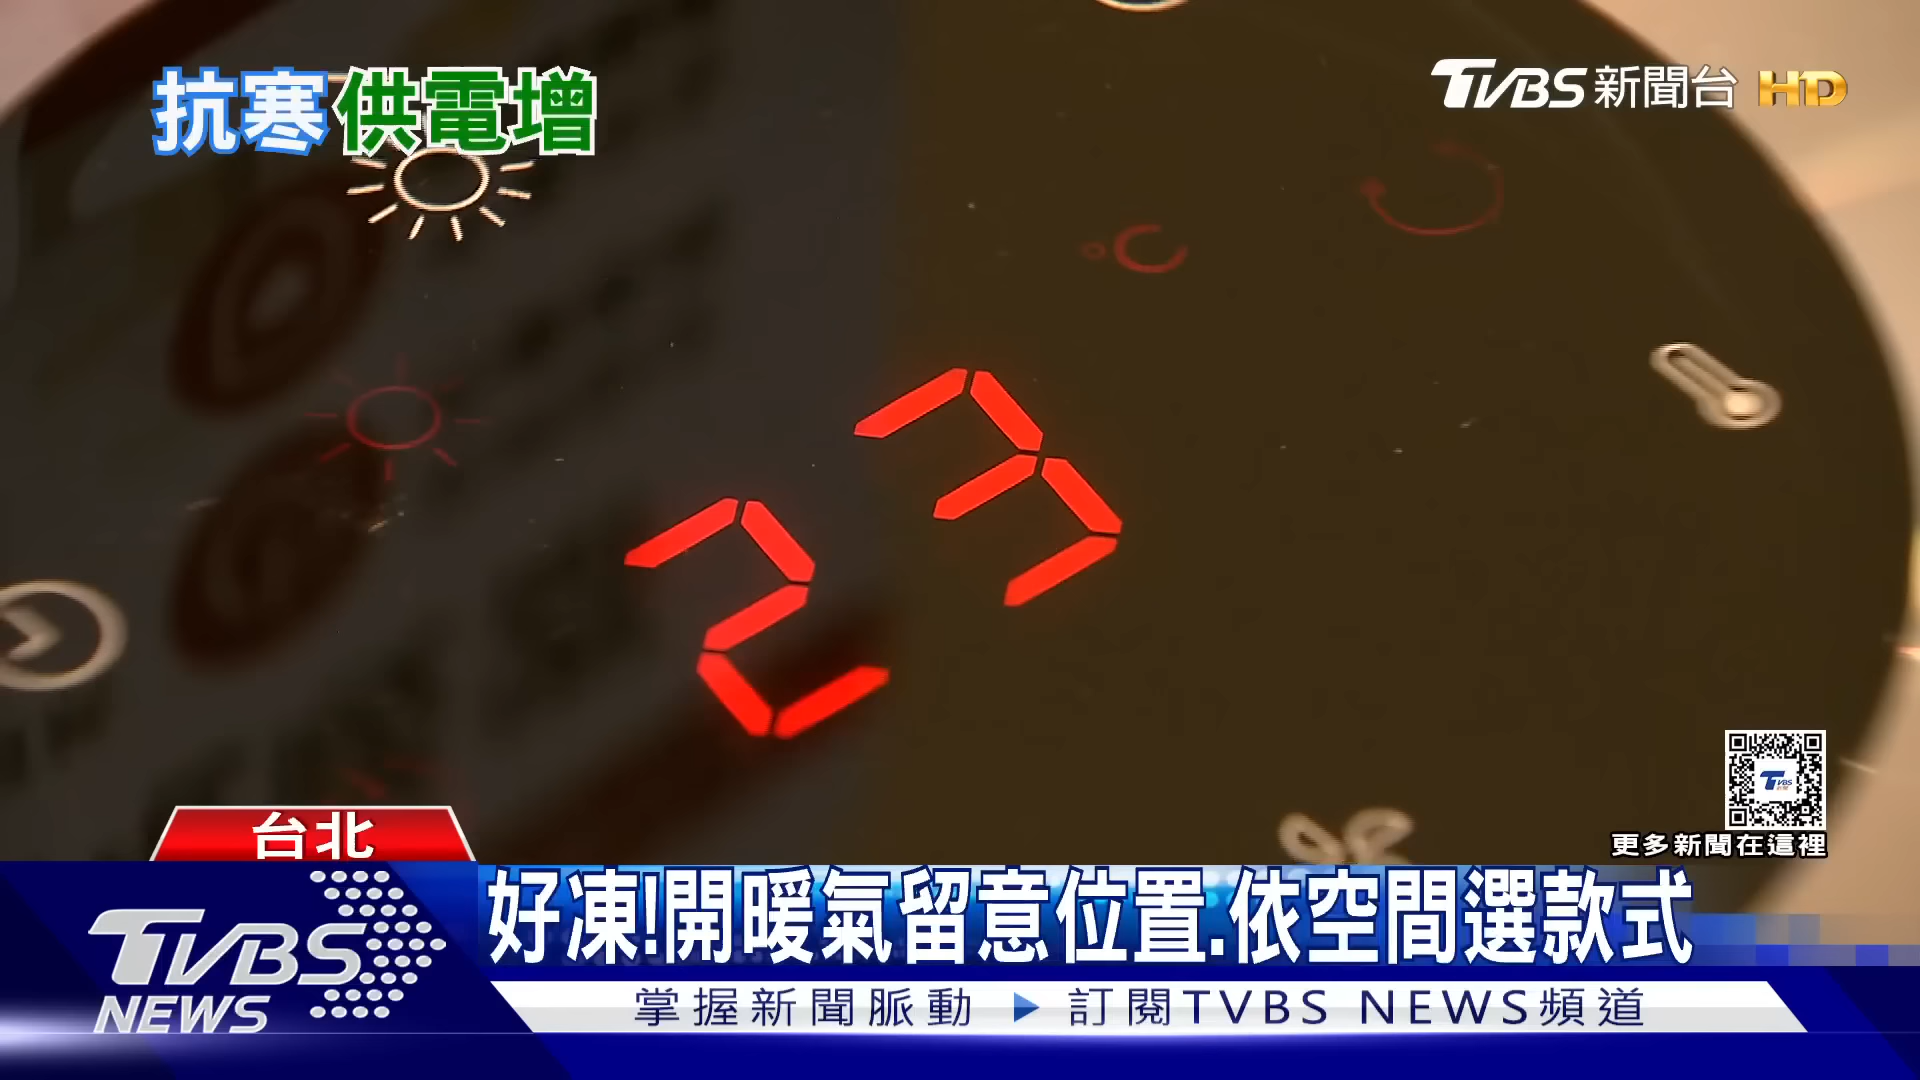 抗寒供電增
TVBS新聞台 HD
°C
23
TVBS
更多新聞在這裡
台北
好凍!開暖氣留意位置.依空間選款式
TVBS
NEWS
掌握新聞脈動 ▶ 訂閱TVBS NEWS頻道